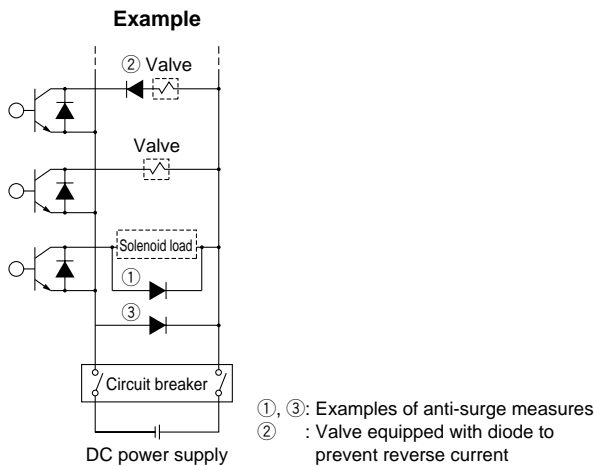 Example
② Valve
Valve
Solenoid load
①
③
Circuit breaker
DC power supply
①, ③: Examples of anti-surge measures
② : Valve equipped with diode to
prevent reverse current